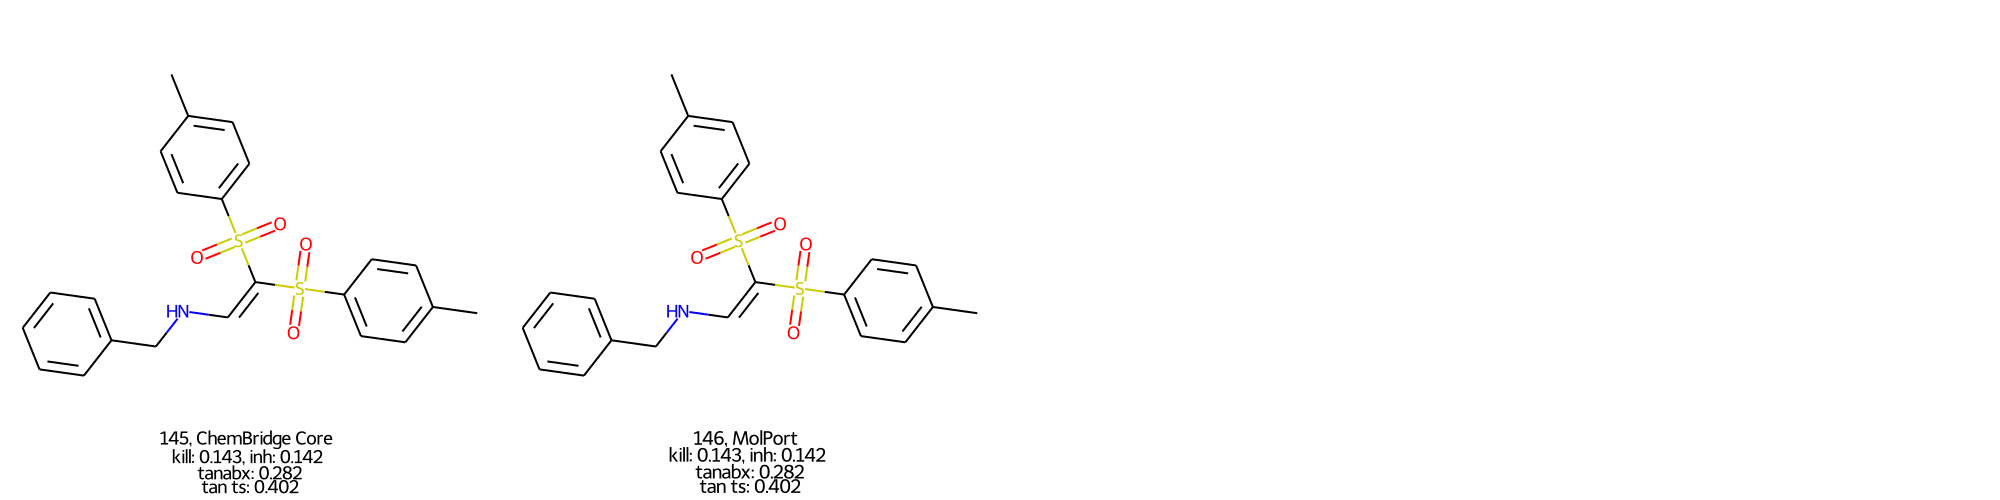 O
S
O
O
S
HN
O
145, ChemBridge Core
kill: 0.143, inh: 0.142
tanabx: 0.282
tan ts: 0.402
O
S
O
O
S
HN
O
146, MolPort
kill: 0.143, inh: 0.142
tanabx: 0.282
tan ts: 0.402